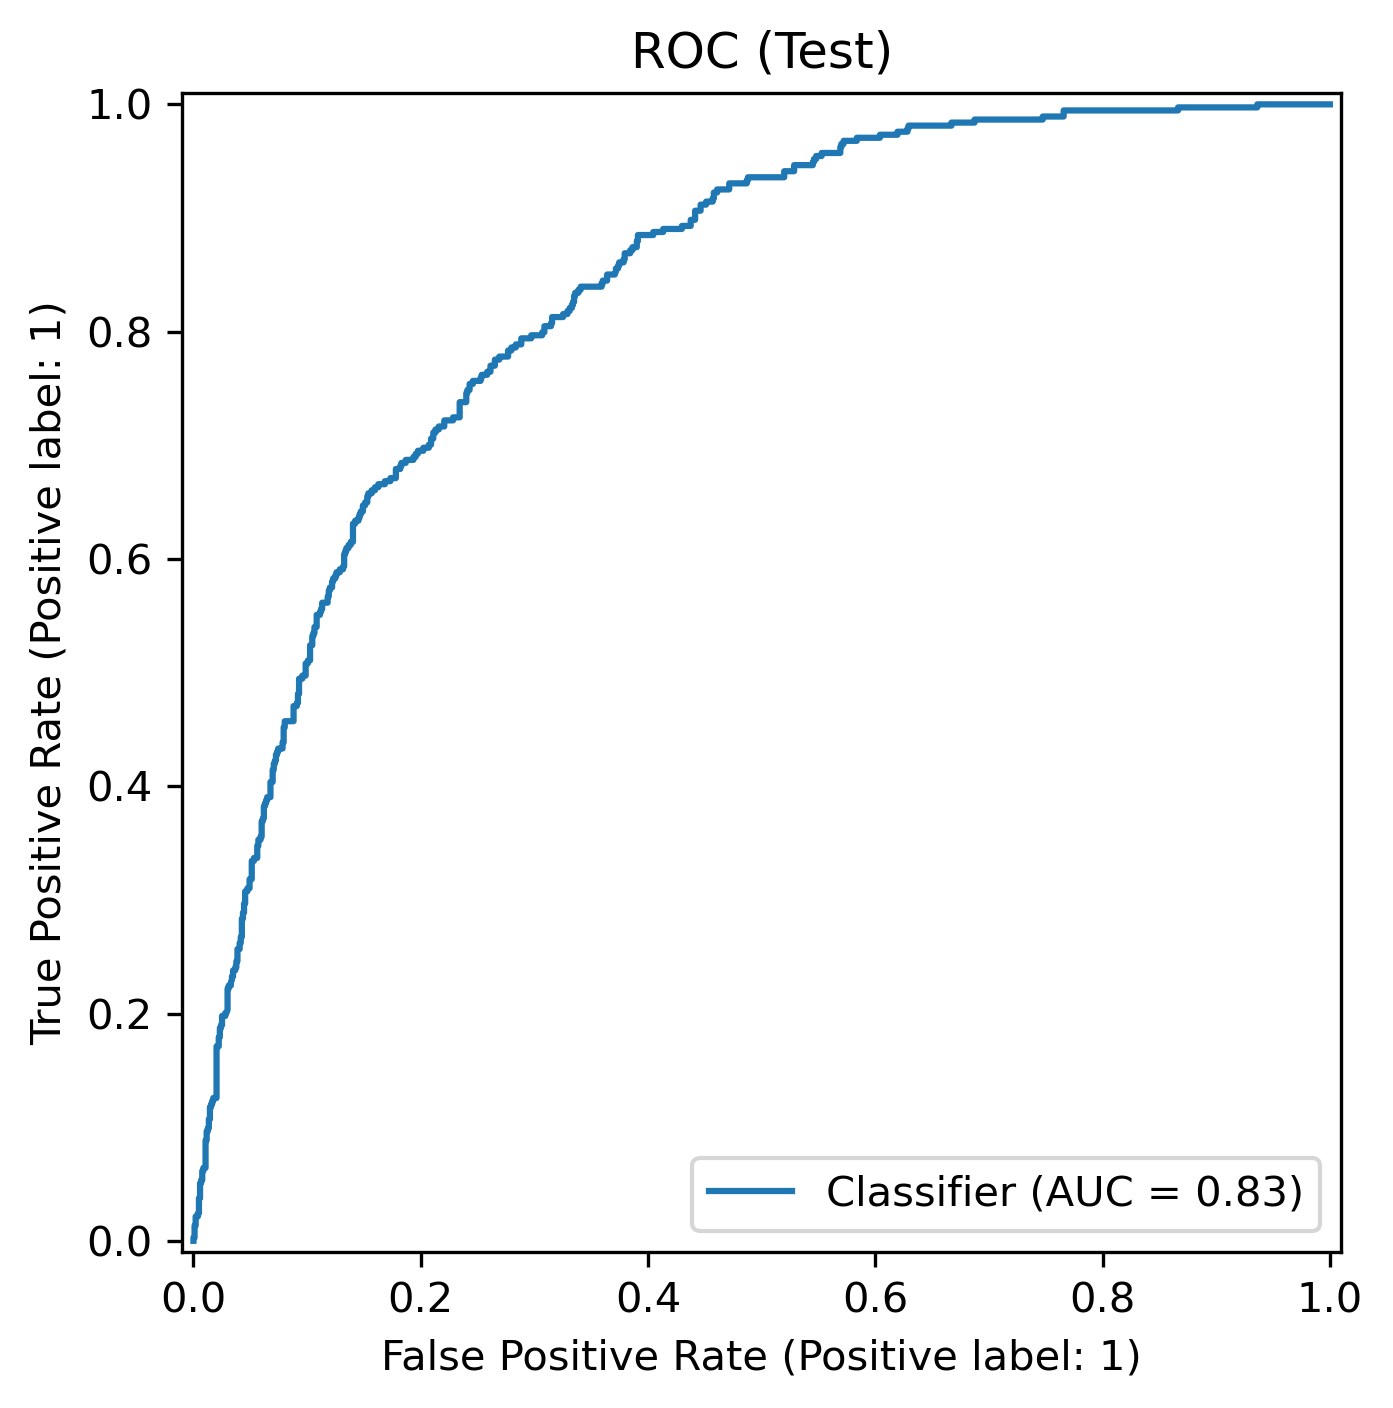 ROC (Test)
1.0
0.8
0.6
0.4
0.2
0.0
True Positive Rate (Positive label: 1)
Classifier (AUC = 0.83)
0.0 0.2 0.4 0.6 0.8 1.0
False Positive Rate (Positive label: 1)